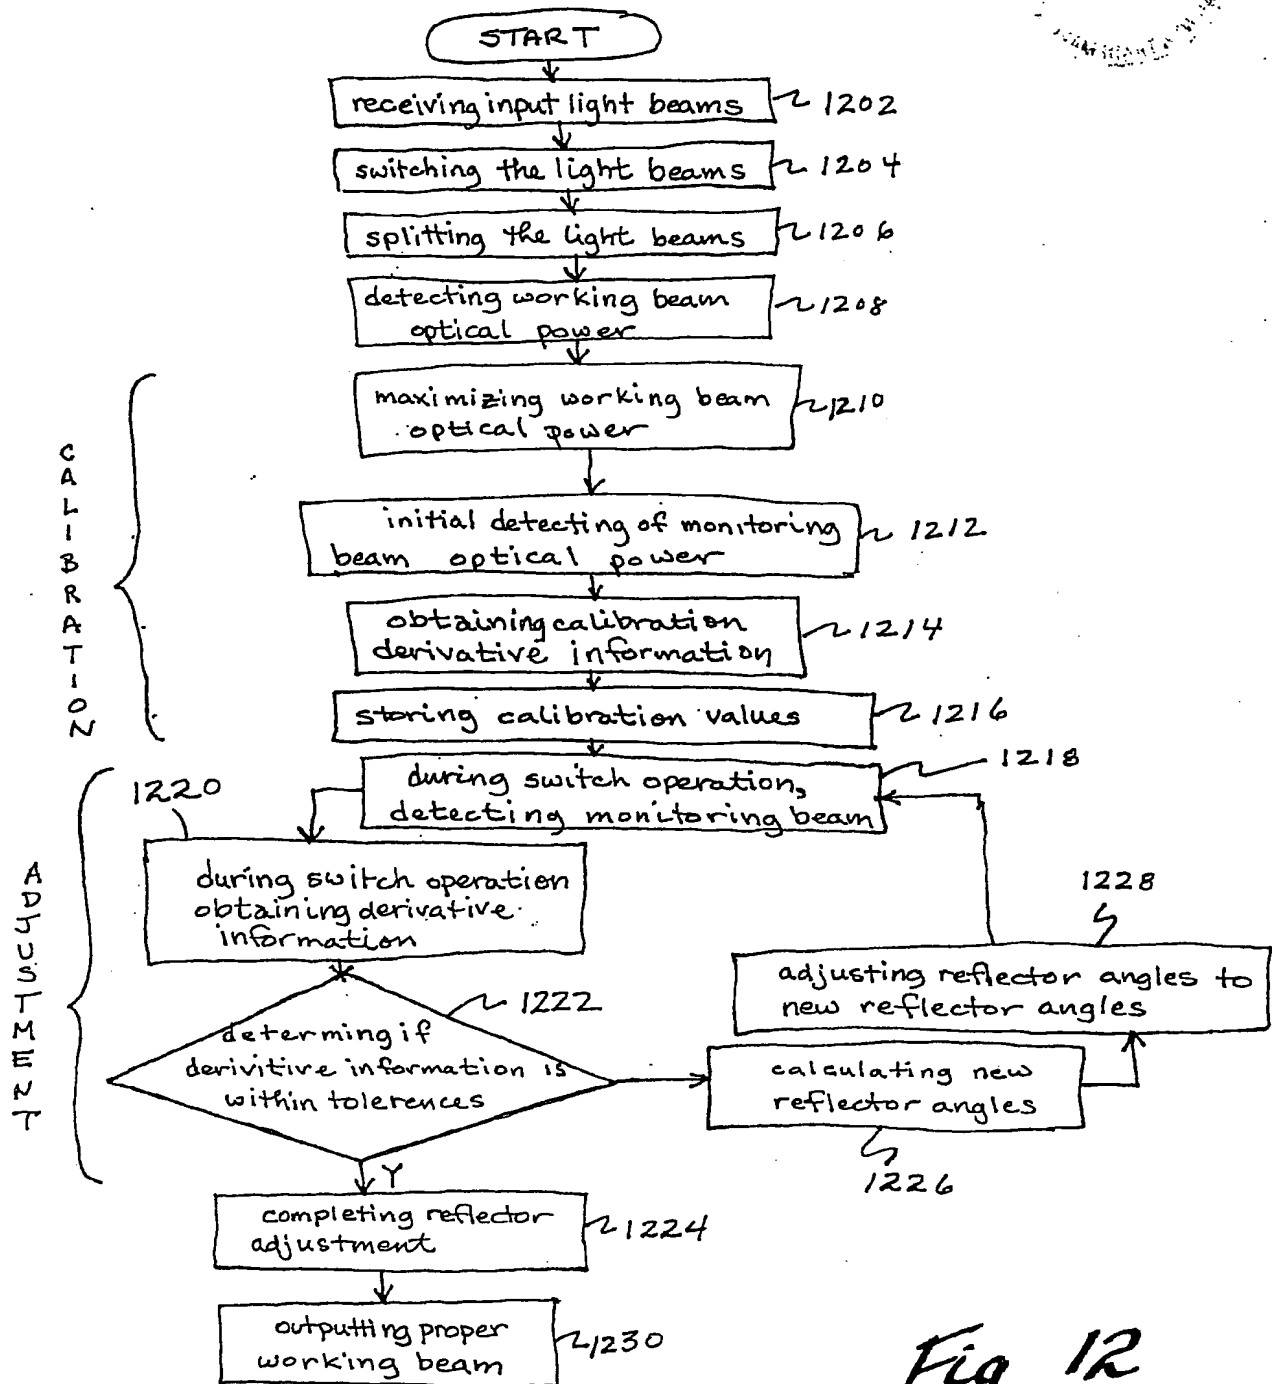 START
receiving input light beams
1202
switching the light beams
1204
splitting the light beams
1206
detecting working beam
optical power
1208
maximizing working beam
optical power
1210
CALIBRATION
initial detecting of monitoring
beam optical power
1212
obtaining calibration
derivative information
1214
storing calibration values
1216
during switch operation,
detecting monitoring beam
1218
1220
during switch operation
obtaining derivative
information
ADJUSTMENT
determing if
derivitive information is
within tolerences
1222
1228
adjusting reflector angles to
new reflector angles
calculating new
reflector angles
1226
Y
completing reflector
adjustment
1224
outputting proper
working beam
1230
Fig 12